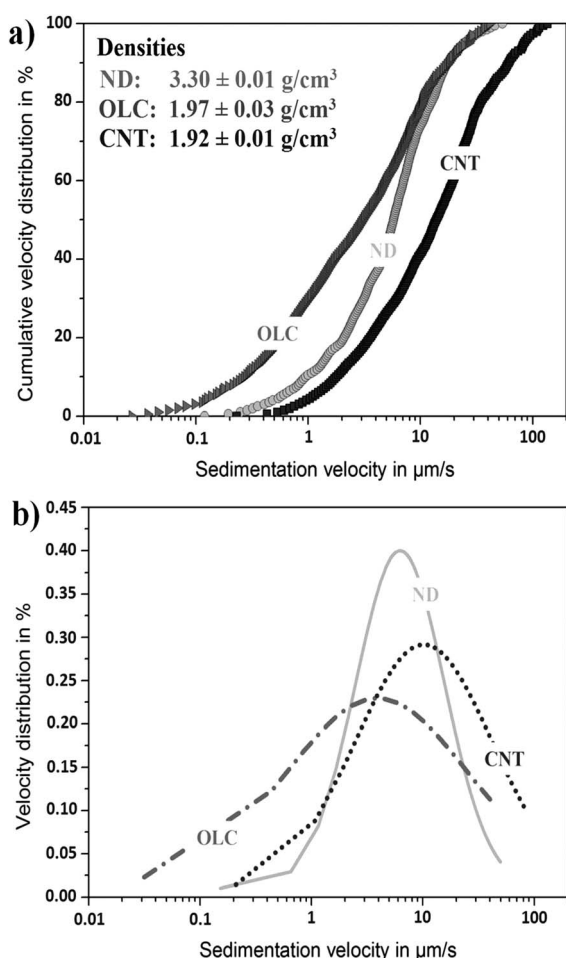 a)
Densities
ND: 3.30 ± 0.01 g/cm³
OLC: 1.97 ± 0.03 g/cm³
CNT: 1.92 ± 0.01 g/cm³
Cumulative velocity distribution in %
100
80
60
40
20
0
CNT
ND
OLC
0.01 0.1 1 10 100
Sedimentation velocity in µm/s
b)
Velocity distribution in %
0.45
0.40
0.35
0.30
0.25
0.20
0.15
0.10
0.05
0.00
ND
CNT
OLC
0.01 0.1 1 10 100
Sedimentation velocity in µm/s